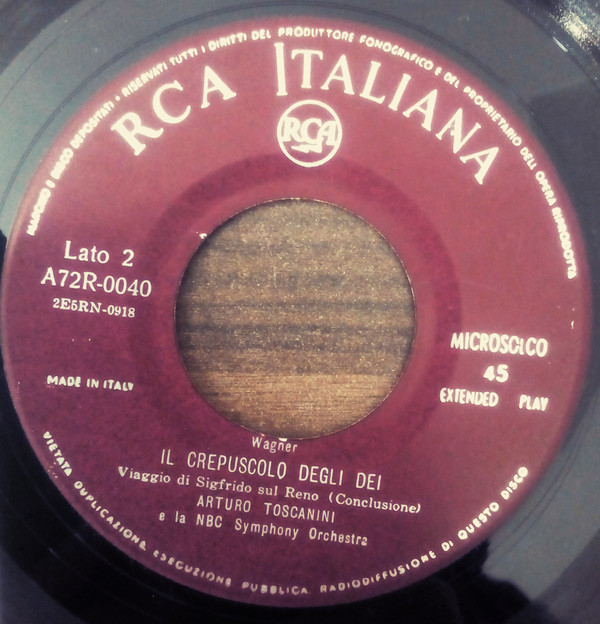 MARCHIO E DISCO DEPOSITATI • RISERVATI TUTTI I DIRITTI DEL PRODUTTORE FONOGRAFICO E DEL PROPRIETARIO DELL OPERA RIPRODOTTA
RCA ITALIANA
RCA
Lato 2
A72R-0040
2E5RN-0918
MADE IN ITALY
MICROSOLCO
45
EXTENDED PLAY
Wagner
IL CREPUSCOLO DEGLI DEI
Viaggio di Sigfrido sul Reno (Conclusione)
ARTURO TOSCANINI
e la NBC Symphony Orchestra
VIETATA DUPLICAZIONE, ESECUZIONE PUBBLICA, RADIODIFFUSIONE DI QUESTO DISCO